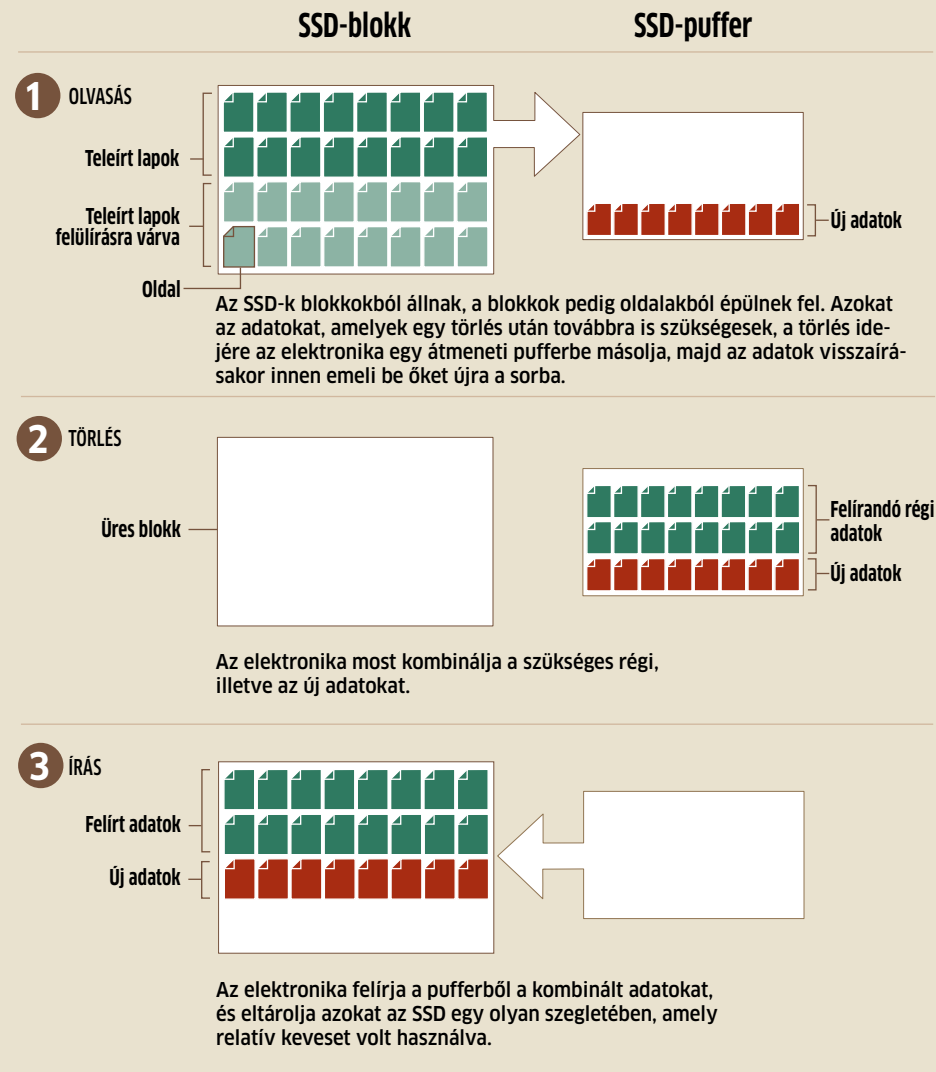 SSD-blokk
SSD-puffer
1 OLVASÁS
Teleírt lapok
Teleírt lapok
felülírásra várva
Oldal
Új adatok
Az SSD-k blokkokból állnak, a blokkok pedig oldalakból épülnek fel. Azokat
az adatokat, amelyek egy törlés után továbbra is szükségesek, a törlés ide-
jére az elektronika egy átmeneti pufferbe másolja, majd az adatok visszaírá-
sakor innen emeli be őket újra a sorba.
2 TÖRLÉS
Üres blokk
Felírandó régi
adatok
Új adatok
Az elektronika most kombinálja a szükséges régi,
illetve az új adatokat.
3 ÍRÁS
Felírt adatok
Új adatok
Az elektronika felírja a pufferből a kombinált adatokat,
és eltárolja azokat az SSD egy olyan szegletében, amely
relatív keveset volt használva.